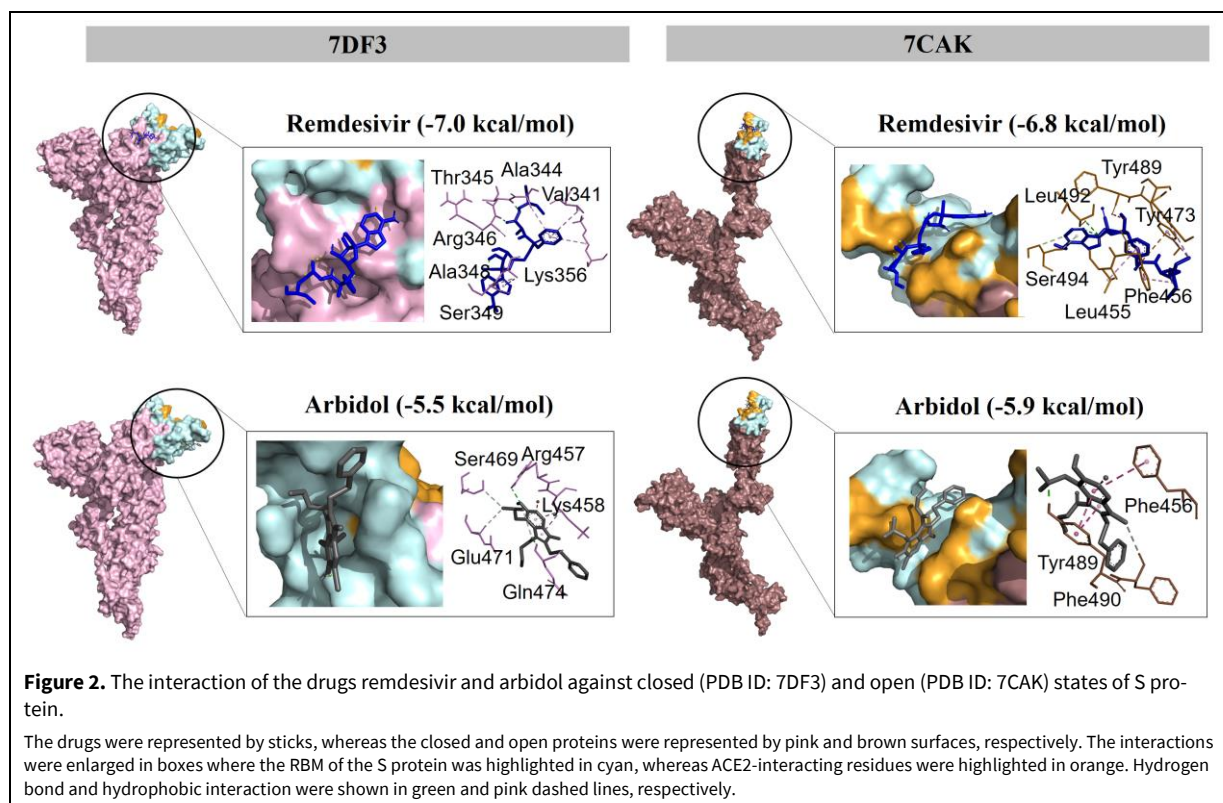 7DF3
7CAK
Remdesivir (-7.0 kcal/mol)
Ala344
Thr345
Val341
Arg346
Ala348
Lys356
Ser349
Remdesivir (-6.8 kcal/mol)
Tyr489
Leu492
Tyr473
Ser494
Phe456
Leu455
Arbidol (-5.5 kcal/mol)
Ser469
Arg457
Lys458
Glu471
Gln474
Arbidol (-5.9 kcal/mol)
Phe456
Tyr489
Phe490
Figure 2. The interaction of the drugs remdesivir and arbidol against closed (PDB ID: 7DF3) and open (PDB ID: 7CAK) states of S pro-
tein.
The drugs were represented by sticks, whereas the closed and open proteins were represented by pink and brown surfaces, respectively. The interactions
were enlarged in boxes where the RBM of the S protein was highlighted in cyan, whereas ACE2-interacting residues were highlighted in orange. Hydrogen
bond and hydrophobic interaction were shown in green and pink dashed lines, respectively.